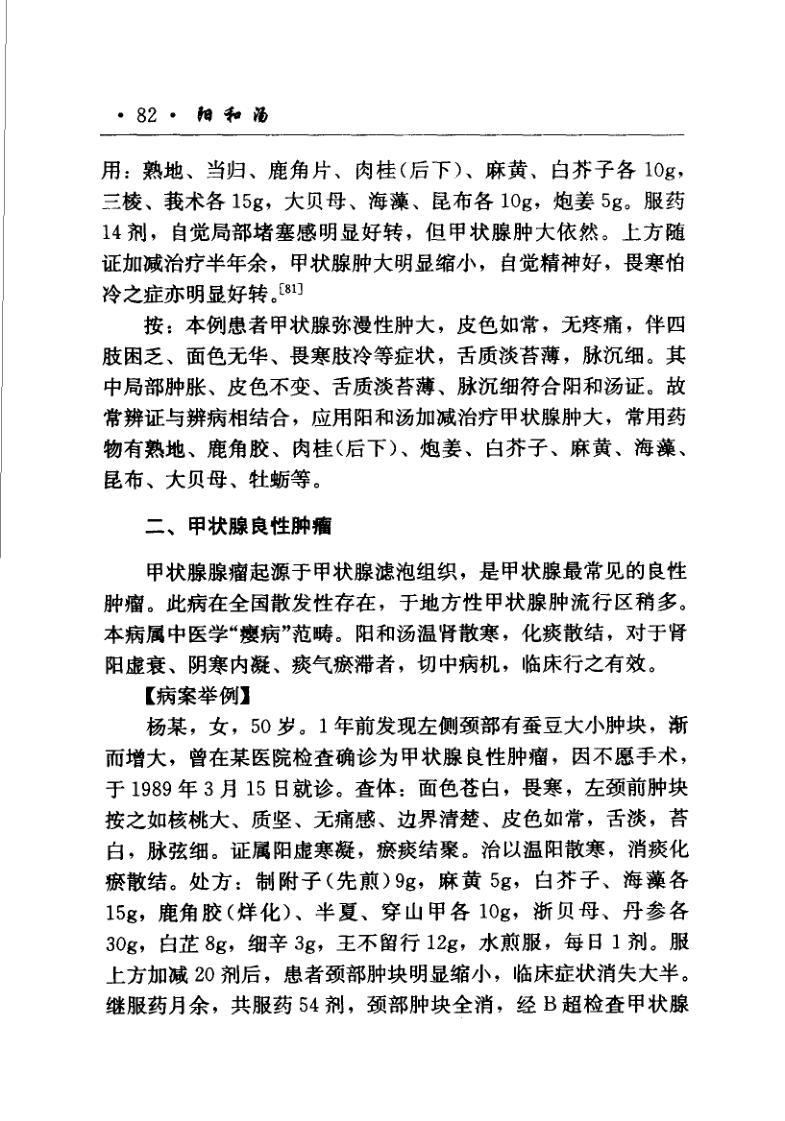 · 82 · 阳和汤
用：熟地、当归、鹿角片、肉桂（后下）、麻黄、白芥子各 10g，
三棱、莪术各 15g，大贝母、海藻、昆布各 10g，炮姜 5g。服药
14 剂，自觉局部堵塞感明显好转，但甲状腺肿大依然。上方随
证加减治疗半年余，甲状腺肿大明显缩小，自觉精神好，畏寒怕
冷之症亦明显好转。[81]
按：本例患者甲状腺弥漫性肿大，皮色如常，无疼痛，伴四
肢困乏、面色无华、畏寒肢冷等症状，舌质淡苔薄，脉沉细。其
中局部肿胀、皮色不变、舌质淡苔薄、脉沉细符合阳和汤证。故
常辨证与辨病相结合，应用阳和汤加减治疗甲状腺肿大，常用药
物有熟地、鹿角胶、肉桂（后下）、炮姜、白芥子、麻黄、海藻、
昆布、大贝母、牡蛎等。
二、甲状腺良性肿瘤
甲状腺腺瘤起源于甲状腺滤泡组织，是甲状腺最常见的良性
肿瘤。此病在全国散发性存在，于地方性甲状腺肿流行区稍多。
本病属中医学“瘿病”范畴。阳和汤温肾散寒，化痰散结，对于肾
阳虚衰、阴寒内凝、痰气瘀滞者，切中病机，临床行之有效。
【病案举例】
杨某，女，50 岁。1 年前发现左侧颈部有蚕豆大小肿块，渐
而增大，曾在某医院检查确诊为甲状腺良性肿瘤，因不愿手术，
于 1989 年 3 月 15 日就诊。查体：面色苍白，畏寒，左颈前肿块
按之如核桃大、质坚、无痛感、边界清楚、皮色如常，舌淡，苔
白，脉弦细。证属阳虚寒凝，瘀痰结聚。治以温阳散寒，消痰化
瘀散结。处方：制附子（先煎）9g，麻黄 5g，白芥子、海藻各
15g，鹿角胶（烊化）、半夏、穿山甲各 10g，浙贝母、丹参各
30g，白芷 8g，细辛 3g，王不留行 12g，水煎服，每日 1 剂。服
上方加减 20 剂后，患者颈部肿块明显缩小，临床症状消失大半。
继服药月余，共服药 54 剂，颈部肿块全消，经 B 超检查甲状腺